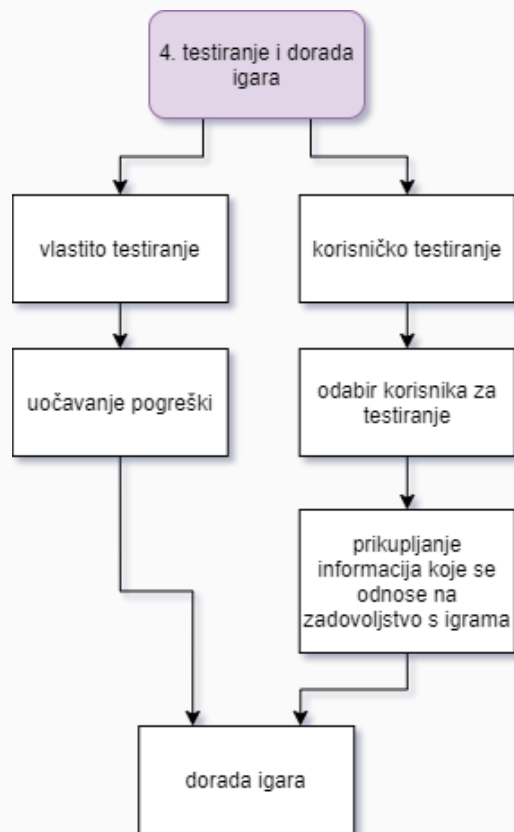 4. testiranje i dorada
igara
vlastito testiranje
korisničko testiranje
uočavanje pogreški
odabir korisnika za
testiranje
prikupljanje
informacija koje se
odnose na
zadovoljstvo s igrama
dorada igara